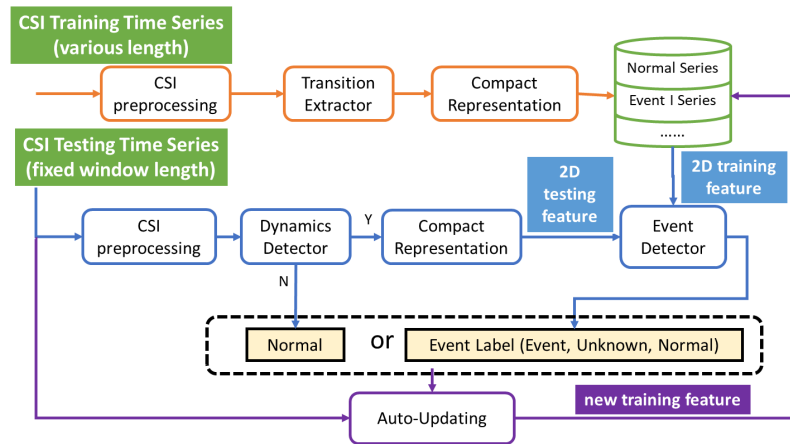 CSI Training Time Series
(various length)
CSI
preprocessing
Transition
Extractor
Compact
Representation
Normal Series
Event I Series
......
CSI Testing Time Series
(fixed window length)
2D
testing
feature
2D training
feature
CSI
preprocessing
Dynamics
Detector
Y
Compact
Representation
Event
Detector
N
Normal
or
Event Label (Event, Unknown, Normal)
Auto-Updating
new training feature